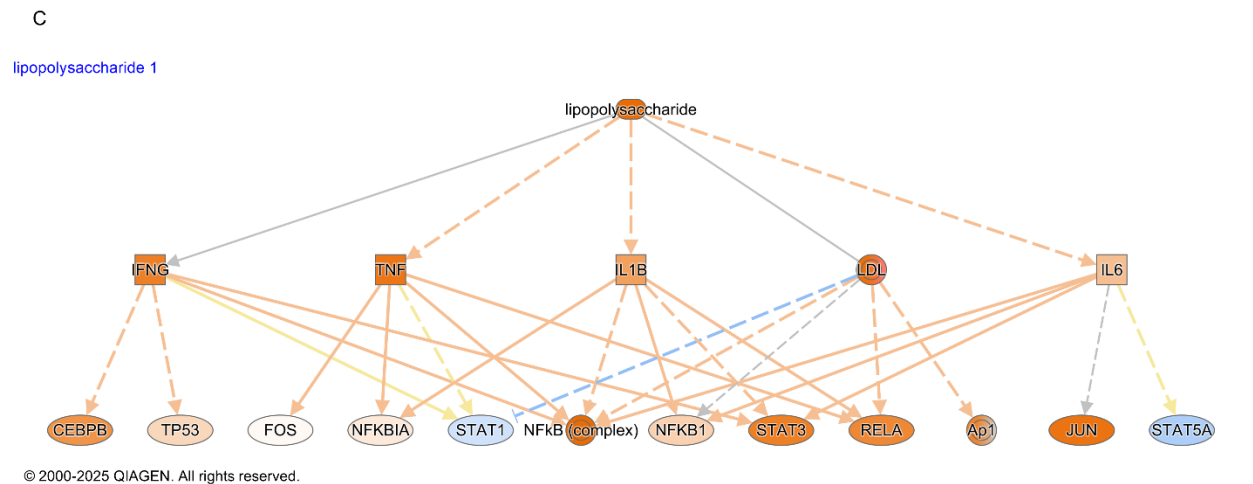 C
lipopolysaccharide 1
lipopolysaccharide
IFNG TNF IL1B LDL IL6
CEBPB TP53 FOS NFKBIA STAT1 NFkB (complex) NFKB1 STAT3 RELA Ap1 JUN STAT5A
© 2000-2025 QIAGEN. All rights reserved.